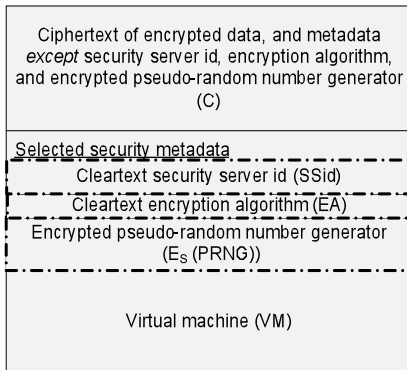 Ciphertext of encrypted data, and metadata
except security server id, encryption algorithm,
and encrypted pseudo-random number generator
(C)
Selected security metadata
Cleartext security server id (SSid)
Cleartext encryption algorithm (EA)
Encrypted pseudo-random number generator
(ES (PRNG))
Virtual machine (VM)